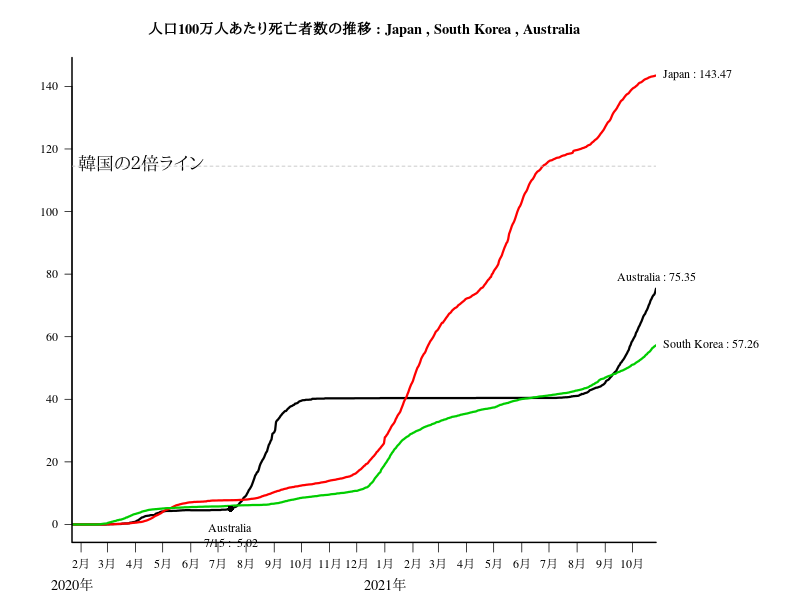 人口100万人あたり死亡者数の推移 : Japan , South Korea , Australia
Japan : 143.47
140
120
韓国の2倍ライン
100
80
Australia : 75.35
60
South Korea : 57.26
40
20
0
Australia
7/15 : 5.02
2月 3月 4月 5月 6月 7月 8月 9月 10月 11月 12月 1月 2月 3月 4月 5月 6月 7月 8月 9月 10月
2020年 2021年